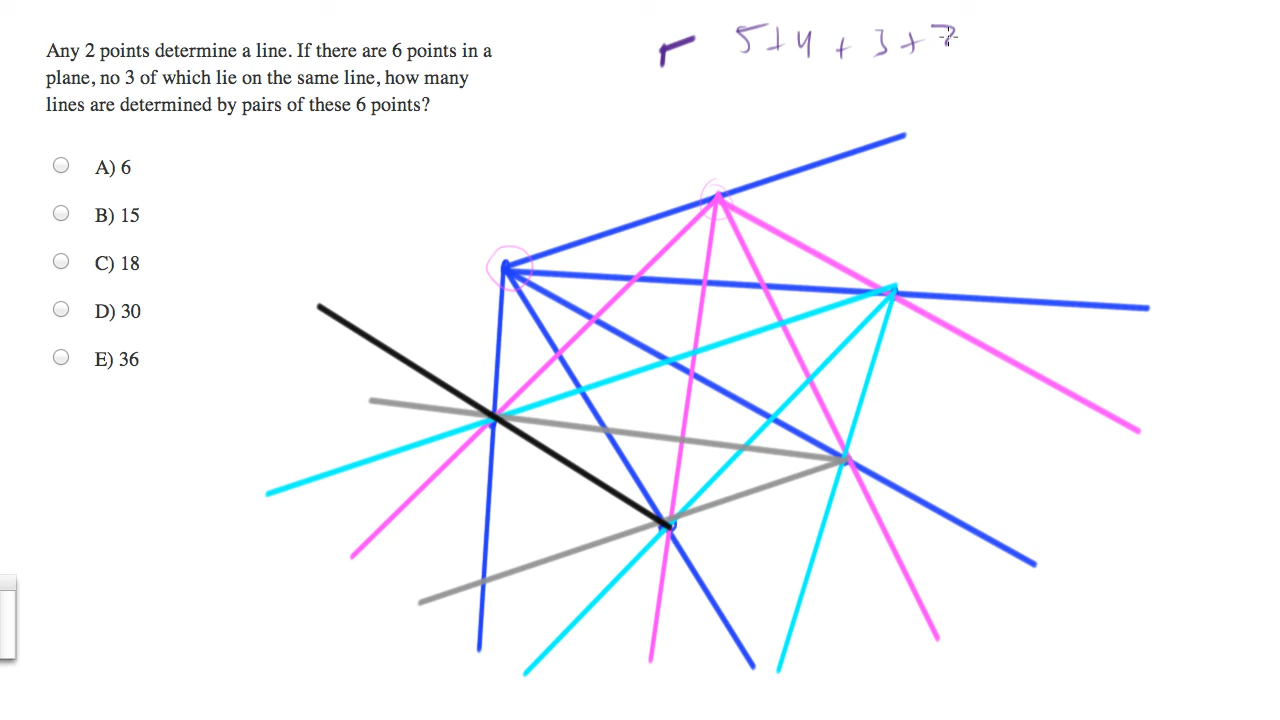 Any 2 points determine a line. If there are 6 points in a
plane, no 3 of which lie on the same line, how many
lines are determined by pairs of these 6 points?
A) 6
B) 15
C) 18
D) 30
E) 36
5+4+3+2